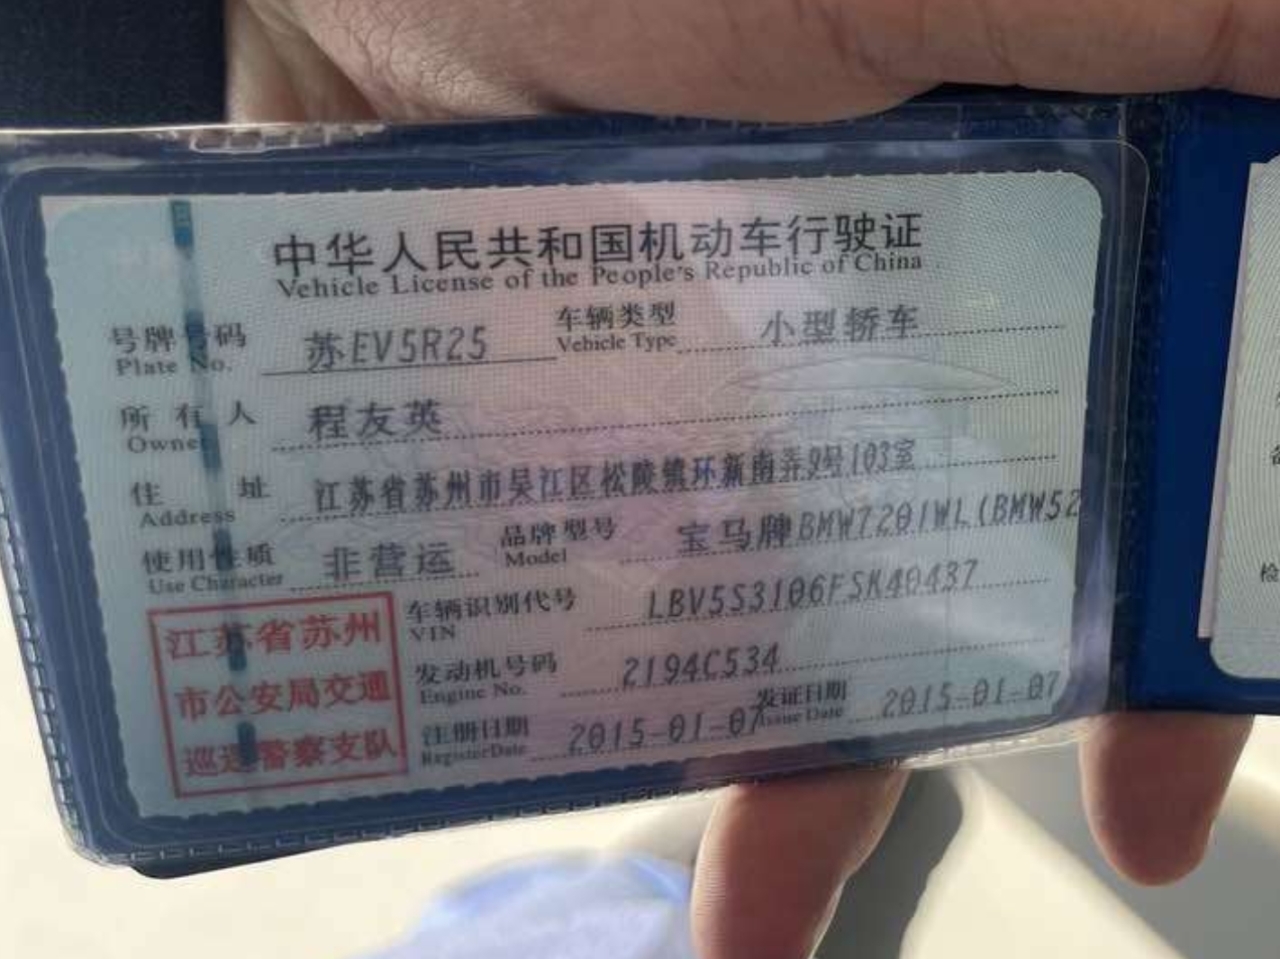 中华人民共和国机动车行驶证
Vehicle License of the People's Republic of China
号牌号码 苏EV5R25 车辆类型 小型轿车
Plate No. Vehicle Type
所有人 程友英
Owner
住址 江苏省苏州市吴江区松陵镇环新南弄9号103室
Address
使用性质 非营运 品牌型号 宝马牌BMW7201WL(BMW52
Use Character Model
车辆识别代号 LBV5S3106FSK40437
VIN
发动机号码 2194C534
Engine No.
注册日期 2015-01-07 发证日期 2015-01-07
Register Date Issue Date
江苏省苏州
市公安局交通
巡逻警察支队
检